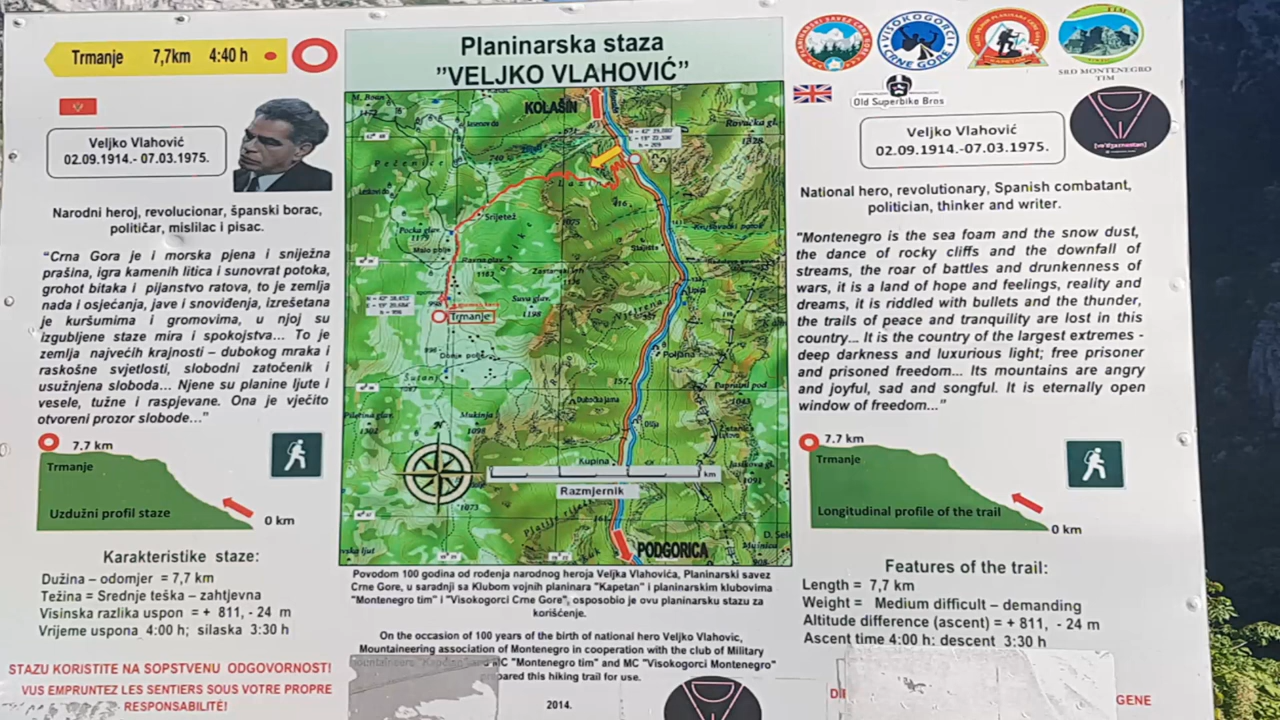 Trmanje 7,7km 4:40 h
Veljko Vlahović
02.09.1914.- 07.03.1975.
Narodni heroj, revolucionar, španski borac,
političar, mislilac i pisac.
“Crna Gora je i morska pjena i sniježna
prašina, igra kamenih litica i sunovrat potoka,
grohot bitaka i pijanstvo ratova, to je zemlja
nada i osjećanja, jave i snoviđenja, izrešetana
je kuršumima i gromovima, u njoj su
izgubljene staze mira i spokojstva... To je
zemlja najvećih krajnosti – dubokog mraka i
raskošne svjetlosti, slobodni zatočenik i
usužnjena sloboda... Njene su planine ljute i
vesele, tužne i raspjevane. Ona je vječito
otvoreni prozor slobode...”
7.7 km
Trmanje
Uzdužni profil staze
0 km
Karakteristike staze:
Dužina – odomjer = 7,7 km
Težina = Srednje teška – zahtjevna
Visinska razlika uspon = + 811, - 24 m
Vrijeme uspona 4:00 h; silaska 3:30 h
STAZU KORISTITE NA SOPSTVENU ODGOVORNOST!
VUS EMPRUNTEZ LES SENTIERS SOUS VOTRE PROPRE
RESPONSABILITÉ!
Planinarska staza
”VELJKO VLAHOVIĆ”
KOLAŠIN
Srijetež
Trmanje
Kupina
km
Razmjernik
PODGORICA
Povodom 100 godina od rođenja narodnog heroja Veljka Vlahovića, Planinarski savez
Crne Gore, u saradnji sa Klubom vojnih planinara "Kapetan" i planinarskim klubovima
"Montenegro tim" i "Visokogorci Crne Gore", osposobio je ovu planinarsku stazu za
korišćenje.
On the occasion of 100 years of the birth of national hero Veljko Vlahovic,
Mountaineering association of Montenegro in cooperation with the club of Military
MC "Montenegro tim" and MC "Visokogorci Montenegro"
prepared this hiking trail for use.
2014.
VISOKOGORCI
CRNE GORE
KAPETAN
SRD MONTENEGRO
TIM
Old Superbike Bros
Veljko Vlahović
02.09.1914.-07.03.1975.
National hero, revolutionary, Spanish combatant,
politician, thinker and writer.
"Montenegro is the sea foam and the snow dust,
the dance of rocky cliffs and the downfall of
streams, the roar of battles and drunkenness of
wars, it is a land of hope and feelings, reality and
dreams, it is riddled with bullets and the thunder,
the trails of peace and tranquility are lost in this
country... It is the country of the largest extremes -
deep darkness and luxurious light; free prisoner
and prisoned freedom... Its mountains are angry
and joyful, sad and songful. It is eternally open
window of freedom..."
7.7 km
Trmanje
Longitudinal profile of the trail
0 km
Features of the trail:
Length = 7,7 km
Weight = Medium difficult – demanding
Altitude difference (ascent) = + 811, - 24 m
Ascent time 4:00 h: descent 3:30 h
GENE